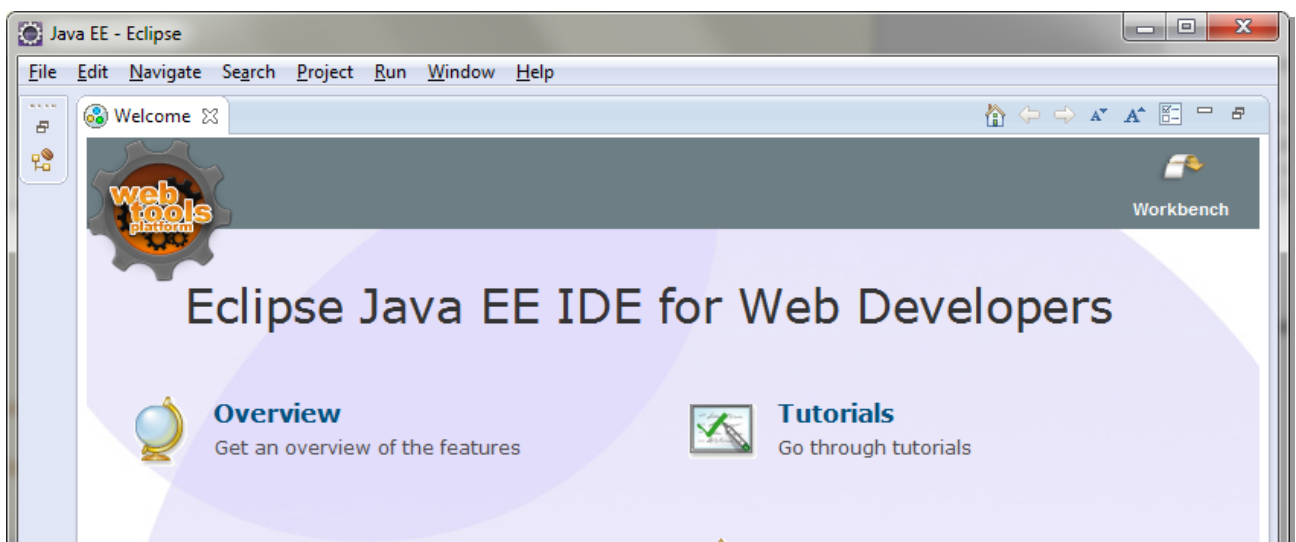 Java EE - Eclipse
File Edit Navigate Search Project Run Window Help
Welcome
web
tools
platform
Workbench
Eclipse Java EE IDE for Web Developers
Overview
Get an overview of the features
Tutorials
Go through tutorials